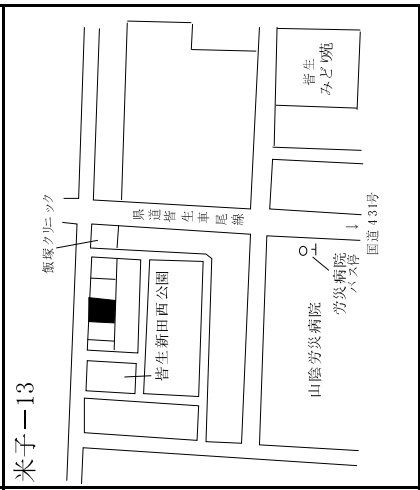 米子－13
飯塚クリニック
県道皆生車尾線
皆生
みどり苑
皆生新田西公園
山陰労災病院
労災病院
バス停
↓
国道431号